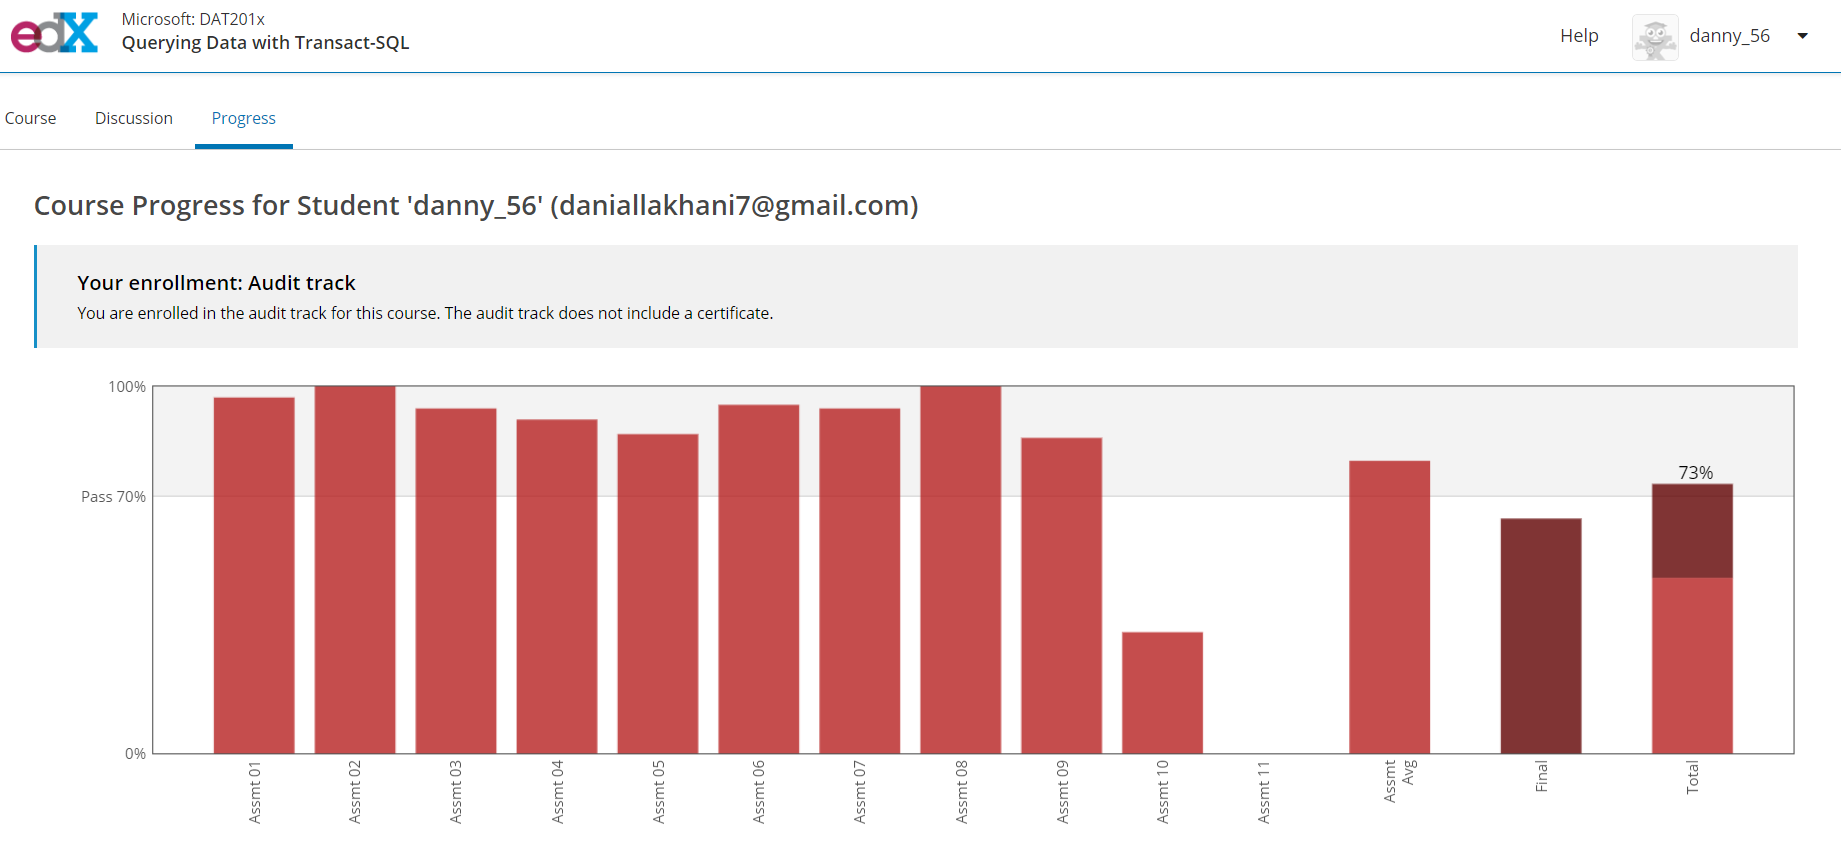 edX
Microsoft: DAT201x
Querying Data with Transact-SQL
Help
danny_56
Course
Discussion
Progress
Course Progress for Student 'danny_56' (daniallakhani7@gmail.com)
Your enrollment: Audit track
You are enrolled in the audit track for this course. The audit track does not include a certificate.
100%
Pass 70%
0%
73%
Assmt 01
Assmt 02
Assmt 03
Assmt 04
Assmt 05
Assmt 06
Assmt 07
Assmt 08
Assmt 09
Assmt 10
Assmt 11
Assmt
Avg
Final
Total